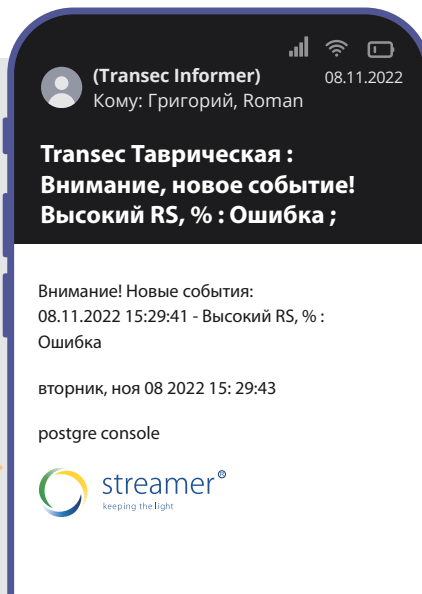 (Transec Informer) 08.11.2022
Кому: Григорий, Roman
Transec Таврическая :
Внимание, новое событие!
Высокий RS, % : Ошибка ;
Внимание! Новые события:
08.11.2022 15:29:41 - Высокий RS, % :
Ошибка
вторник, ноя 08 2022 15: 29:43
postgre console
streamer®
keeping the light